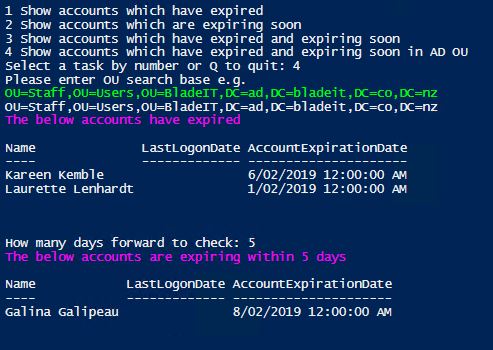 1 Show accounts which have expired
2 Show accounts which are expiring soon
3 Show accounts which have expired and expiring soon
4 Show accounts which have expired and expiring soon in AD OU
Select a task by number or Q to quit: 4
Please enter OU search base e.g.
OU=Staff,OU=Users,OU=BladeIT,DC=ad,DC=bladeit,DC=co,DC=nz
OU=Staff,OU=Users,OU=BladeIT,DC=ad,DC=bladeit,DC=co,DC=nz
The below accounts have expired
Name LastLogonDate AccountExpirationDate
---- ------------- ---------------------
Kareen Kemble 6/02/2019 12:00:00 AM
Laurette Lenhardt 1/02/2019 12:00:00 AM
How many days forward to check: 5
The below accounts are expiring within 5 days
Name LastLogonDate AccountExpirationDate
---- ------------- ---------------------
Galina Galipeau 8/02/2019 12:00:00 AM